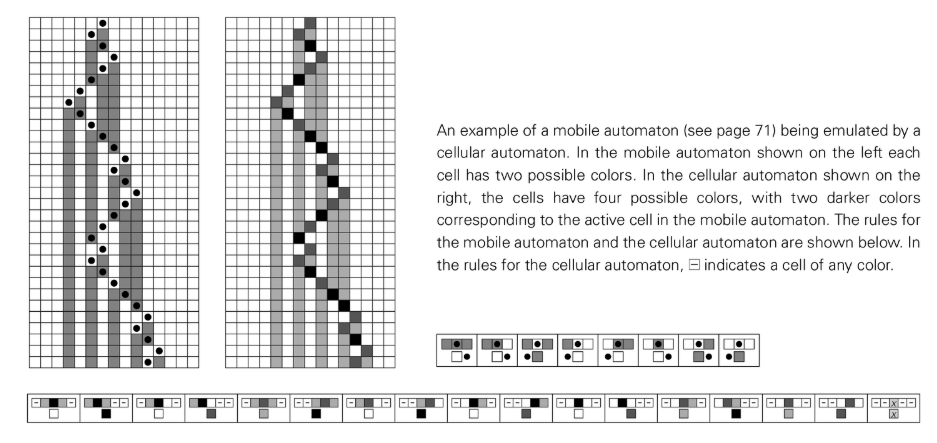 An example of a mobile automaton (see page 71) being emulated by a
cellular automaton. In the mobile automaton shown on the left each
cell has two possible colors. In the cellular automaton shown on the
right, the cells have four possible colors, with two darker colors
corresponding to the active cell in the mobile automaton. The rules for
the mobile automaton and the cellular automaton are shown below. In
the rules for the cellular automaton, ⊟ indicates a cell of any color.
x
x